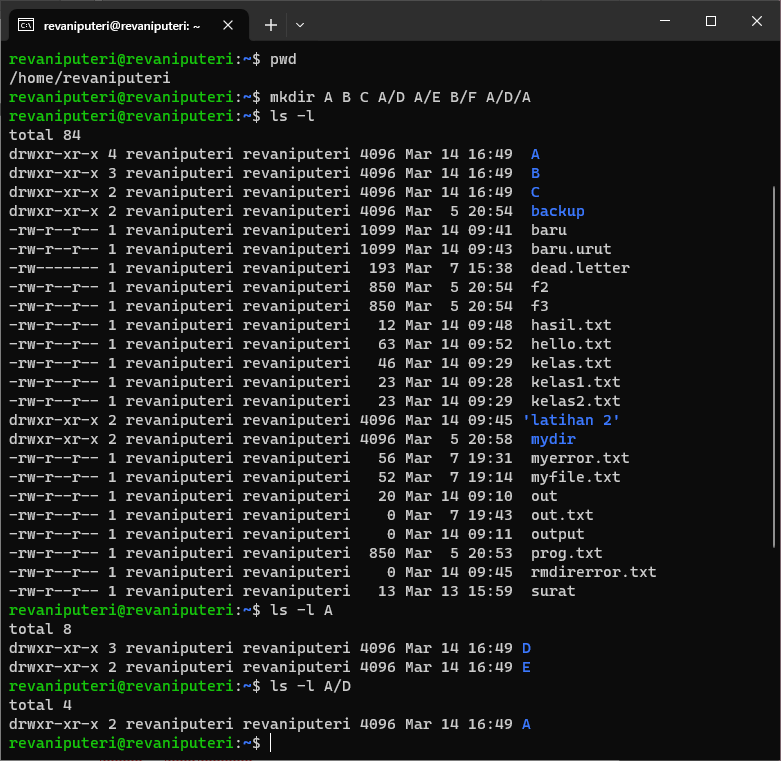 revaniputeri@revaniputeri: ~
revaniputeri@revaniputeri:~$ pwd
/home/revaniputeri
revaniputeri@revaniputeri:~$ mkdir A B C A/D A/E B/F A/D/A
revaniputeri@revaniputeri:~$ ls -l
total 84
drwxr-xr-x 4 revaniputeri revaniputeri 4096 Mar 14 16:49  A
drwxr-xr-x 3 revaniputeri revaniputeri 4096 Mar 14 16:49  B
drwxr-xr-x 2 revaniputeri revaniputeri 4096 Mar 14 16:49  C
drwxr-xr-x 2 revaniputeri revaniputeri 4096 Mar  5 20:54  backup
-rw-r--r-- 1 revaniputeri revaniputeri 1099 Mar 14 09:41  baru
-rw-r--r-- 1 revaniputeri revaniputeri 1099 Mar 14 09:43  baru.urut
-rw------- 1 revaniputeri revaniputeri  193 Mar  7 15:38  dead.letter
-rw-r--r-- 1 revaniputeri revaniputeri  850 Mar  5 20:54  f2
-rw-r--r-- 1 revaniputeri revaniputeri  850 Mar  5 20:54  f3
-rw-r--r-- 1 revaniputeri revaniputeri   12 Mar 14 09:48  hasil.txt
-rw-r--r-- 1 revaniputeri revaniputeri   63 Mar 14 09:52  hello.txt
-rw-r--r-- 1 revaniputeri revaniputeri   46 Mar 14 09:29  kelas.txt
-rw-r--r-- 1 revaniputeri revaniputeri   23 Mar 14 09:28  kelas1.txt
-rw-r--r-- 1 revaniputeri revaniputeri   23 Mar 14 09:29  kelas2.txt
drwxr-xr-x 2 revaniputeri revaniputeri 4096 Mar 14 09:45 'latihan 2'
drwxr-xr-x 2 revaniputeri revaniputeri 4096 Mar  5 20:58  mydir
-rw-r--r-- 1 revaniputeri revaniputeri   56 Mar  7 19:31  myerror.txt
-rw-r--r-- 1 revaniputeri revaniputeri   52 Mar  7 19:14  myfile.txt
-rw-r--r-- 1 revaniputeri revaniputeri   20 Mar 14 09:10  out
-rw-r--r-- 1 revaniputeri revaniputeri    0 Mar  7 19:43  out.txt
-rw-r--r-- 1 revaniputeri revaniputeri    0 Mar 14 09:11  output
-rw-r--r-- 1 revaniputeri revaniputeri  850 Mar  5 20:53  prog.txt
-rw-r--r-- 1 revaniputeri revaniputeri    0 Mar 14 09:45  rmdirerror.txt
-rw-r--r-- 1 revaniputeri revaniputeri   13 Mar 13 15:59  surat
revaniputeri@revaniputeri:~$ ls -l A
total 8
drwxr-xr-x 3 revaniputeri revaniputeri 4096 Mar 14 16:49 D
drwxr-xr-x 2 revaniputeri revaniputeri 4096 Mar 14 16:49 E
revaniputeri@revaniputeri:~$ ls -l A/D
total 4
drwxr-xr-x 2 revaniputeri revaniputeri 4096 Mar 14 16:49 A
revaniputeri@revaniputeri:~$